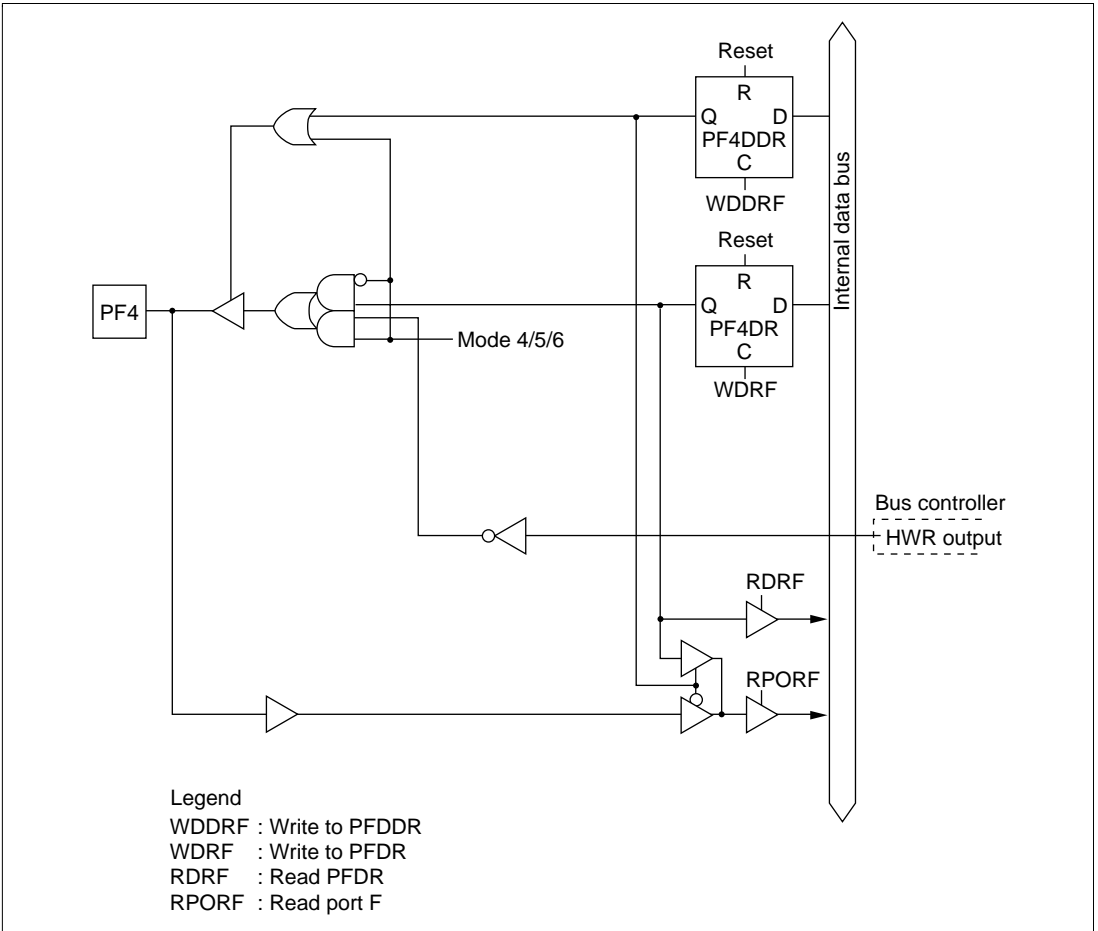 Reset
R
Q D
PF4DDR
C
WDDRF
Reset
R
Q D
PF4DR
C
WDRF
Internal data bus
PF4
Mode 4/5/6
Bus controller
HWR output
RDRF
RPORF
Legend
WDDRF : Write to PFDDR
WDRF : Write to PFDR
RDRF : Read PFDR
RPORF : Read port F